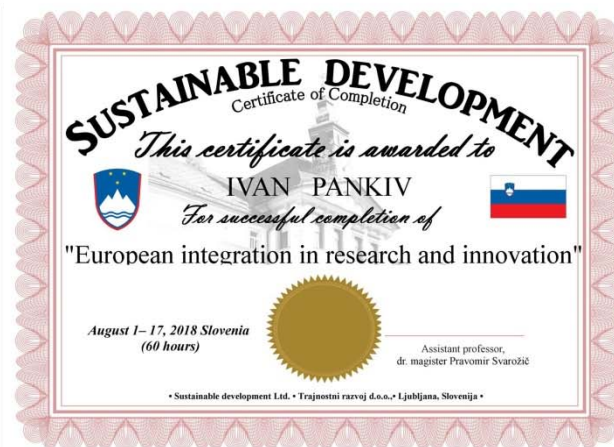 SUSTAINABLE DEVELOPMENT
Certificate of Completion
This certificate is awarded to
IVAN PANKIV
For successful completion of
"European integration in research and innovation"
August 1– 17, 2018 Slovenia
(60 hours)
Assistant professor,
dr. magister Pravomir Svarožič
• Sustainable development Ltd. • Trajnostni razvoj d.o.o.,• Ljubljana, Slovenija •